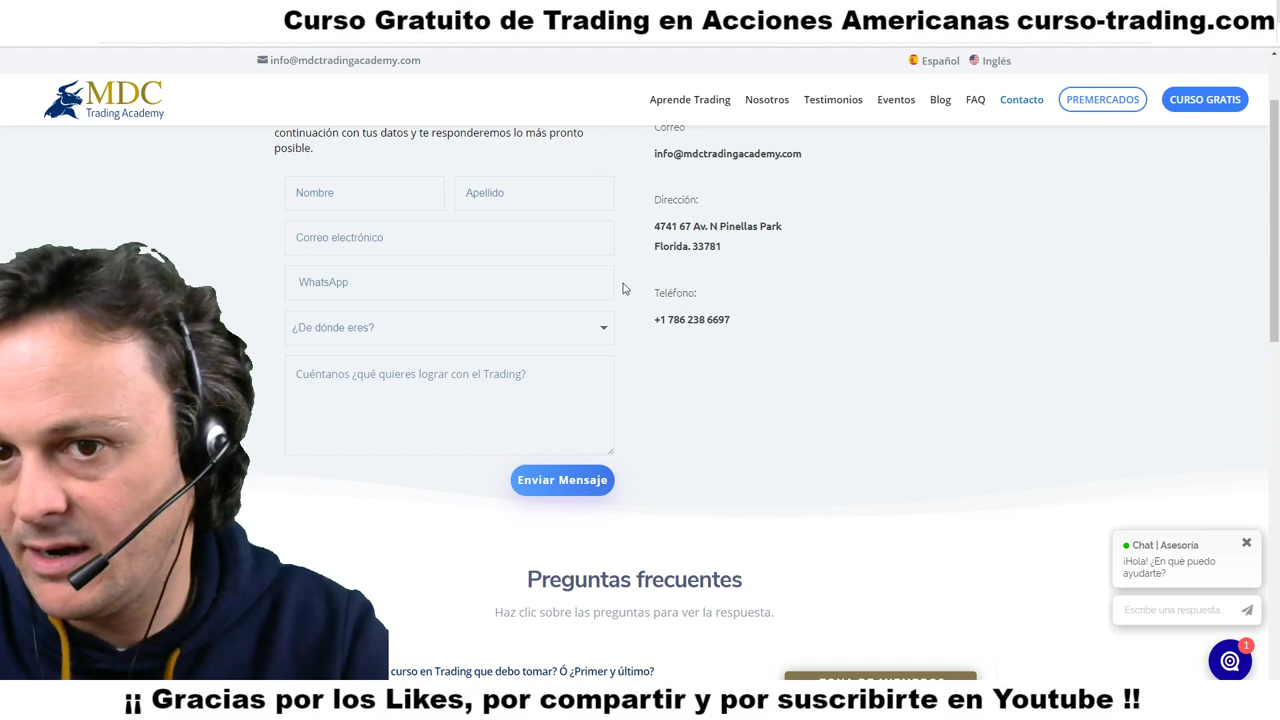 Curso Gratuito de Trading en Acciones Americanas curso-trading.com
info@mdctradingacademy.com
Español
Inglés
MDC
Trading Academy
Aprende Trading
Nosotros
Testimonios
Eventos
Blog
FAQ
Contacto
PREMERCADOS
CURSO GRATIS
continuación con tus datos y te responderemos lo más pronto
posible.
Nombre
Apellido
Correo electrónico
WhatsApp
¿De dónde eres?
Cuéntanos ¿qué quieres lograr con el Trading?
Enviar Mensaje
Correo
info@mdctradingacademy.com
Dirección:
4741 67 Av. N Pinellas Park
Florida. 33781
Teléfono:
+1 786 238 6697
Preguntas frecuentes
Haz clic sobre las preguntas para ver la respuesta.
curso en Trading que debo tomar? Ó ¿Primer y último?
Chat | Asesoría
¡Hola! ¿En qué puedo
ayudarte?
Escribe una respuesta...
1
¡¡ Gracias por los Likes, por compartir y por suscribirte en Youtube !!